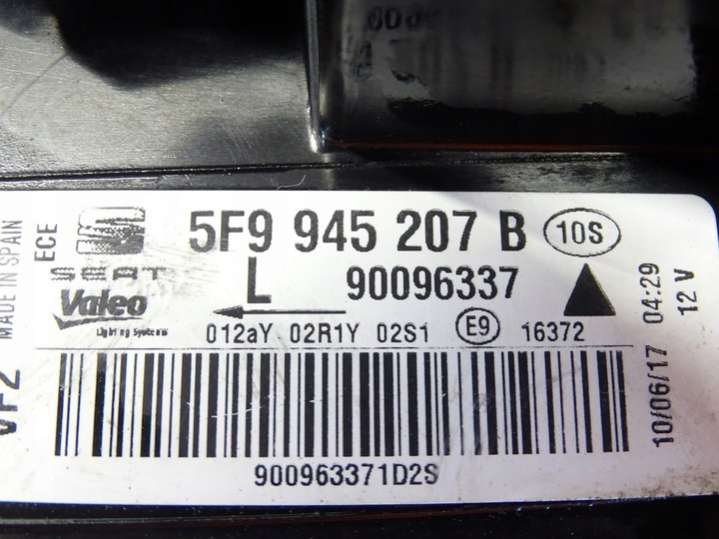 5F9 945 207 B 10S
SEAT L 90096337
Valeo
Lighting Systems
012aY 02R1Y 02S1 E9 16372
900963371D2S
MADE IN SPAIN
ECE
VF2
10/06/17 04:29
12 V